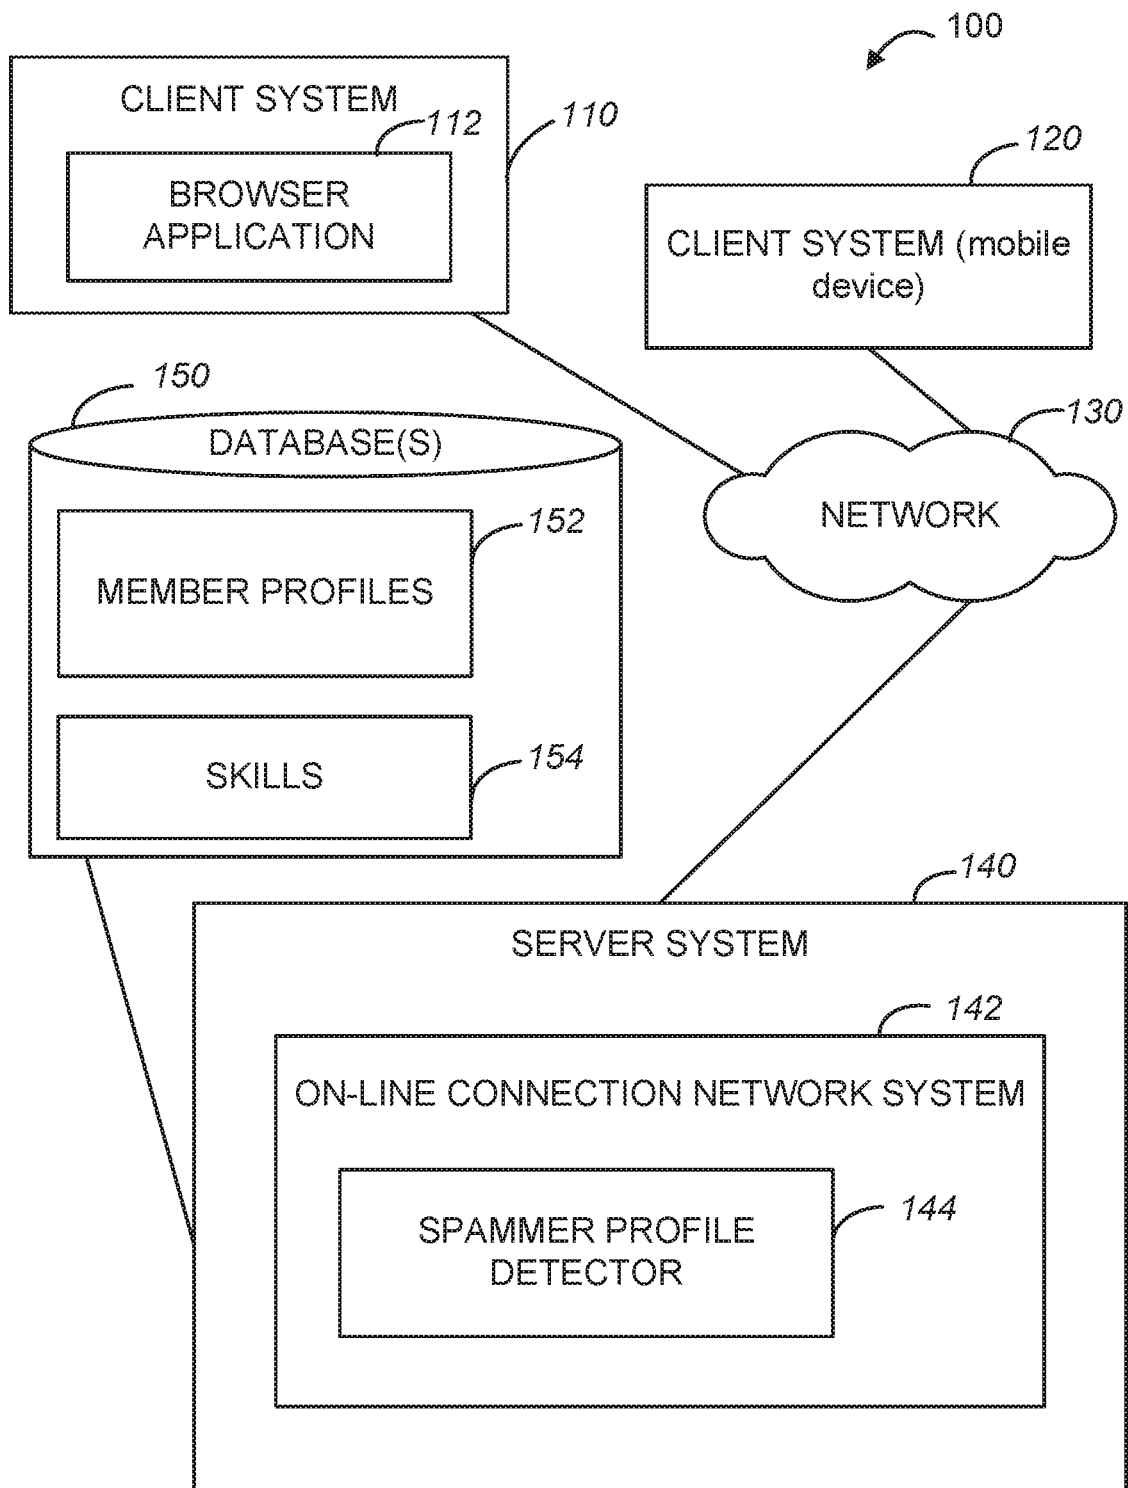 100
CLIENT SYSTEM
112
110
BROWSER
APPLICATION
120
CLIENT SYSTEM (mobile
device)
150
DATABASE(S)
130
NETWORK
152
MEMBER PROFILES
154
SKILLS
140
SERVER SYSTEM
142
ON-LINE CONNECTION NETWORK SYSTEM
144
SPAMMER PROFILE
DETECTOR